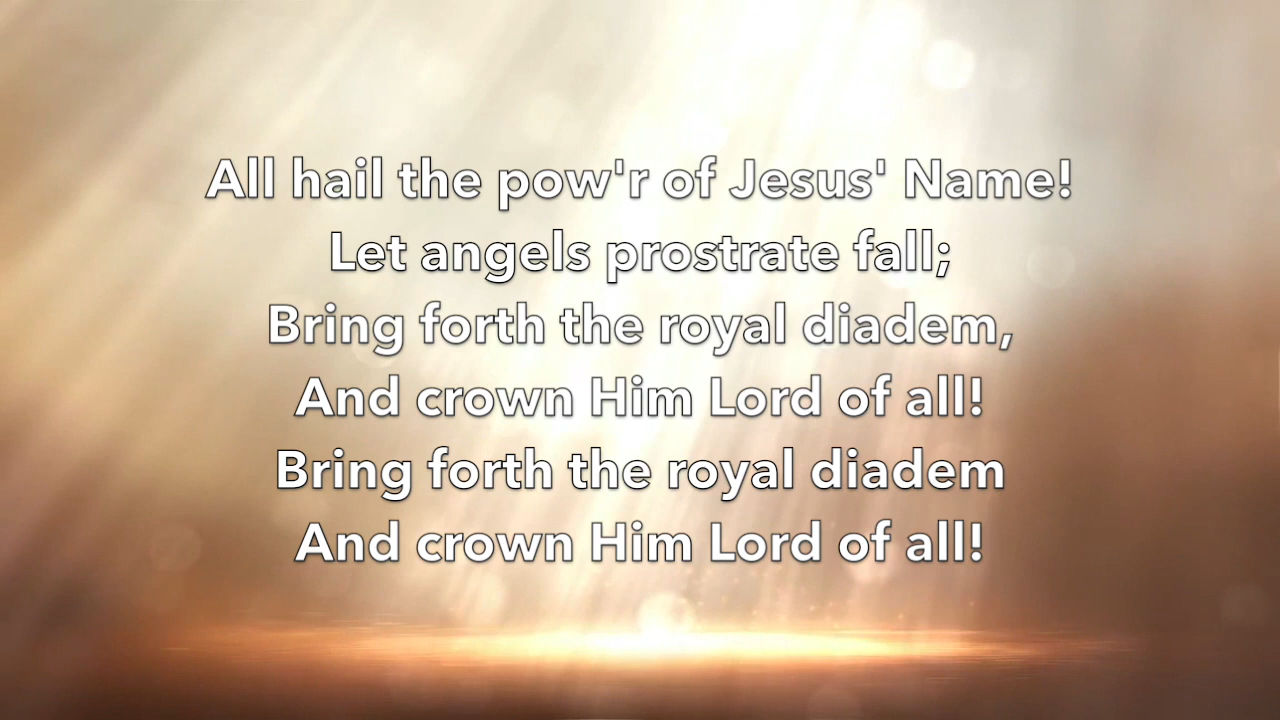 All hail the pow'r of Jesus' Name!
Let angels prostrate fall;
Bring forth the royal diadem,
And crown Him Lord of all!
Bring forth the royal diadem
And crown Him Lord of all!